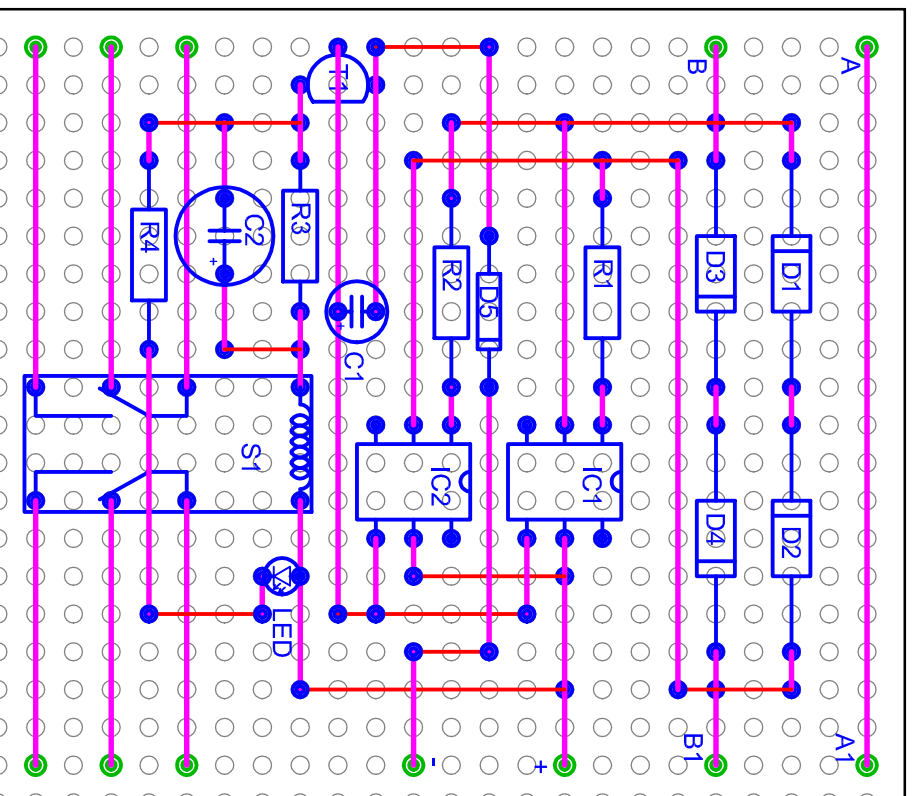 T1
B
A
R4
C2
+
R3
R2
D5
R1
D3
D1
+
C1
S1
IC2
IC1
D4
D2
LED
-
+
B1
A1